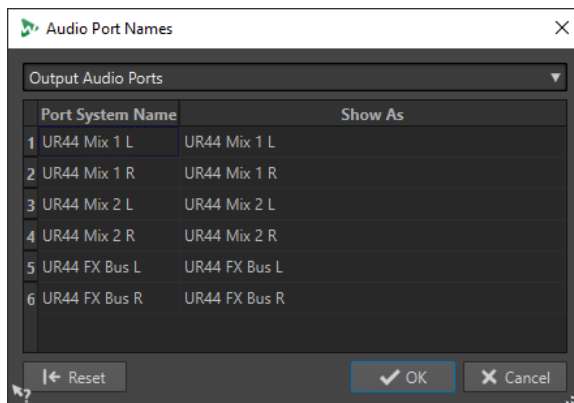 Audio Port Names
Output Audio Ports
Port System Name Show As
1 UR44 Mix 1 L UR44 Mix 1 L
2 UR44 Mix 1 R UR44 Mix 1 R
3 UR44 Mix 2 L UR44 Mix 2 L
4 UR44 Mix 2 R UR44 Mix 2 R
5 UR44 FX Bus L UR44 FX Bus L
6 UR44 FX Bus R UR44 FX Bus R
Reset OK Cancel